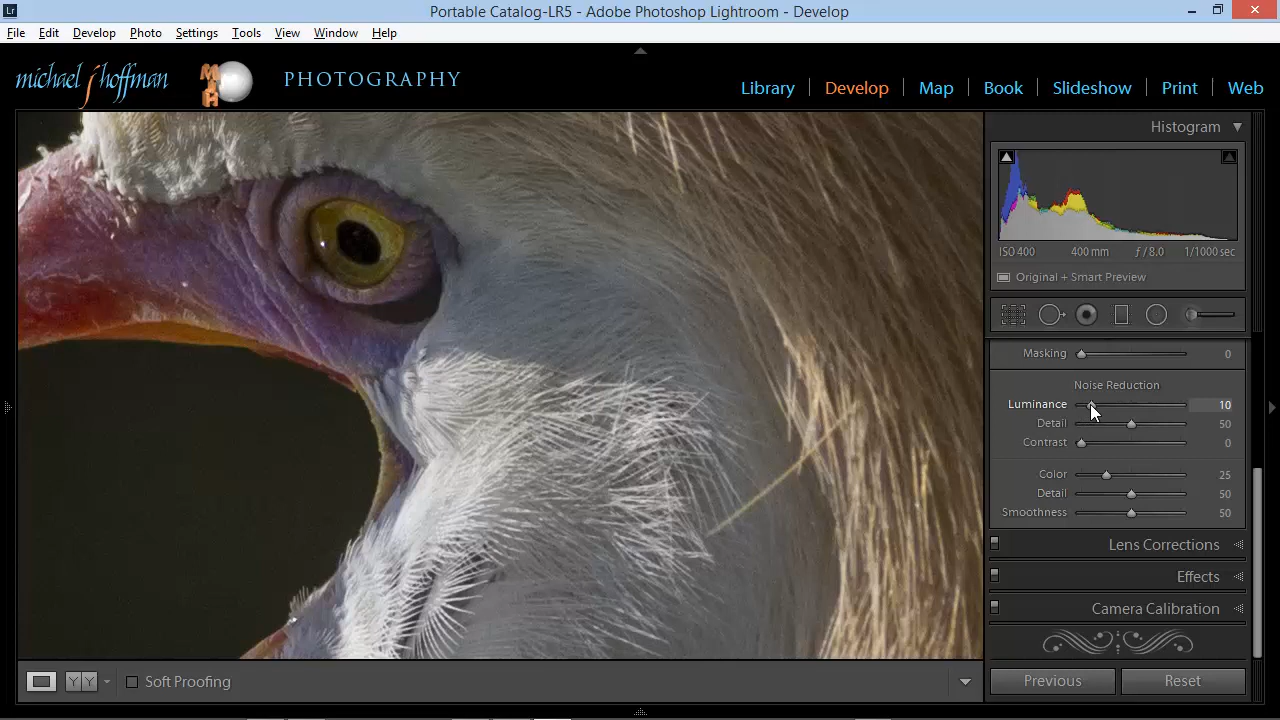 Lr
Portable Catalog-LR5 - Adobe Photoshop Lightroom - Develop
File Edit Develop Photo Settings Tools View Window Help
michael j hoffman MJH PHOTOGRAPHY
Library Develop Map Book Slideshow Print Web
Histogram
ISO 400 400 mm f / 8.0 1/1000 sec
Original + Smart Preview
Masking 0
Noise Reduction
Luminance 10
Detail 50
Contrast 0
Color 25
Detail 50
Smoothness 50
Lens Corrections
Effects
Camera Calibration
Y Y Soft Proofing
Previous Reset